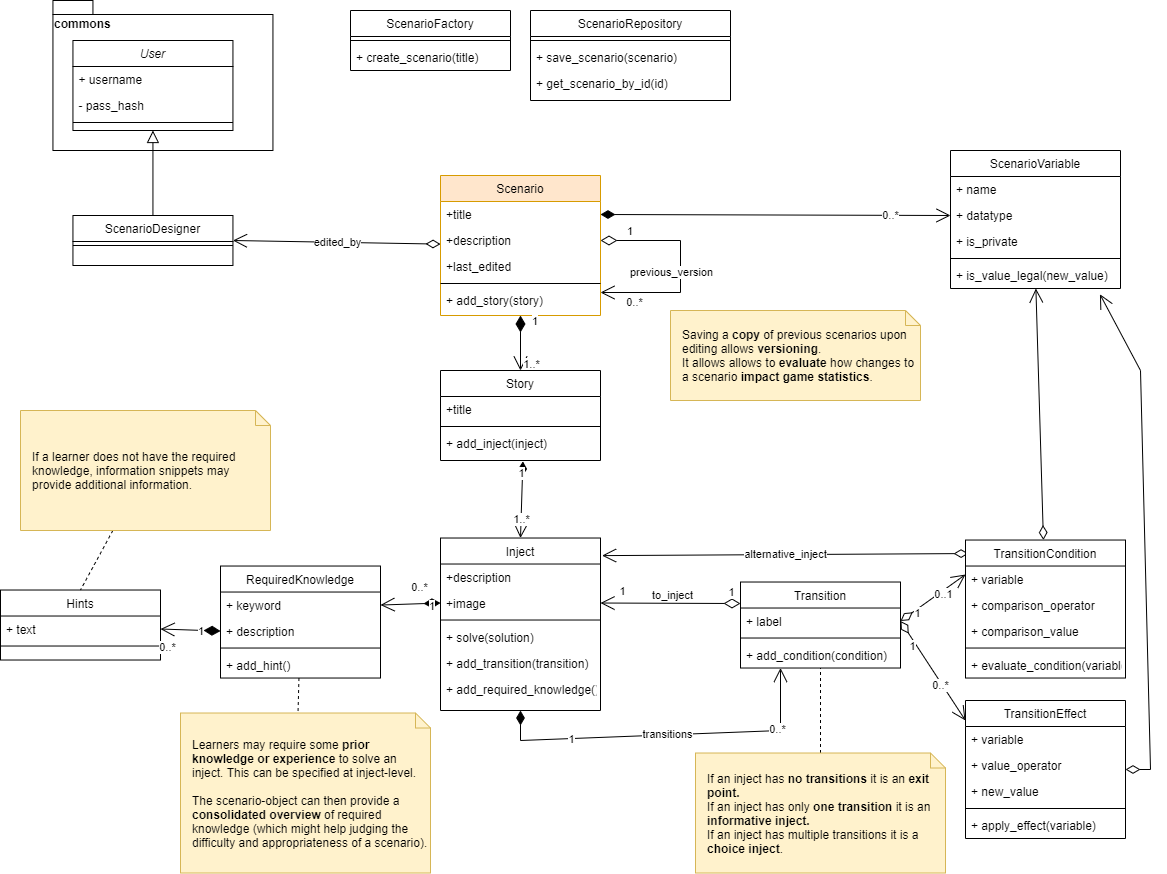 commons
User
+ username
- pass_hash
ScenarioFactory
+ create_scenario(title)
ScenarioRepository
+ save_scenario(scenario)
+ get_scenario_by_id(id)
ScenarioDesigner
edited_by
Scenario
+title
+description
+last_edited
+ add_story(story)
1
previous_version
0..*
0..*
ScenarioVariable
+ name
+ datatype
+ is_private
+ is_value_legal(new_value)
Saving a copy of previous scenarios upon
editing allows versioning.
It allows allows to evaluate how changes to
a scenario impact game statistics.
1
1..*
Story
+title
+ add_inject(inject)
1
1..*
If a learner does not have the required
knowledge, information snippets may
provide additional information.
Hints
+ text
1
0..*
RequiredKnowledge
+ keyword
+ description
+ add_hint()
0..*
1
Inject
+description
+image
+ solve(solution)
+ add_transition(transition)
+ add_required_knowledge(
alternative_inject
1
to_inject
1
Transition
+ label
+ add_condition(condition)
1
0..1
1
0..*
TransitionCondition
+ variable
+ comparison_operator
+ comparison_value
+ evaluate_condition(variabl
TransitionEffect
+ variable
+ value_operator
+ new_value
+ apply_effect(variable)
1
transitions
0..*
Learners may require some prior
knowledge or experience to solve an
inject. This can be specified at inject-level.
The scenario-object can then provide a
consolidated overview of required
knowledge (which might help judging the
difficulty and appropriateness of a scenario).
If an inject has no transitions it is an exit
point.
If an inject has only one transition it is an
informative inject.
If an inject has multiple transitions it is a
choice inject.